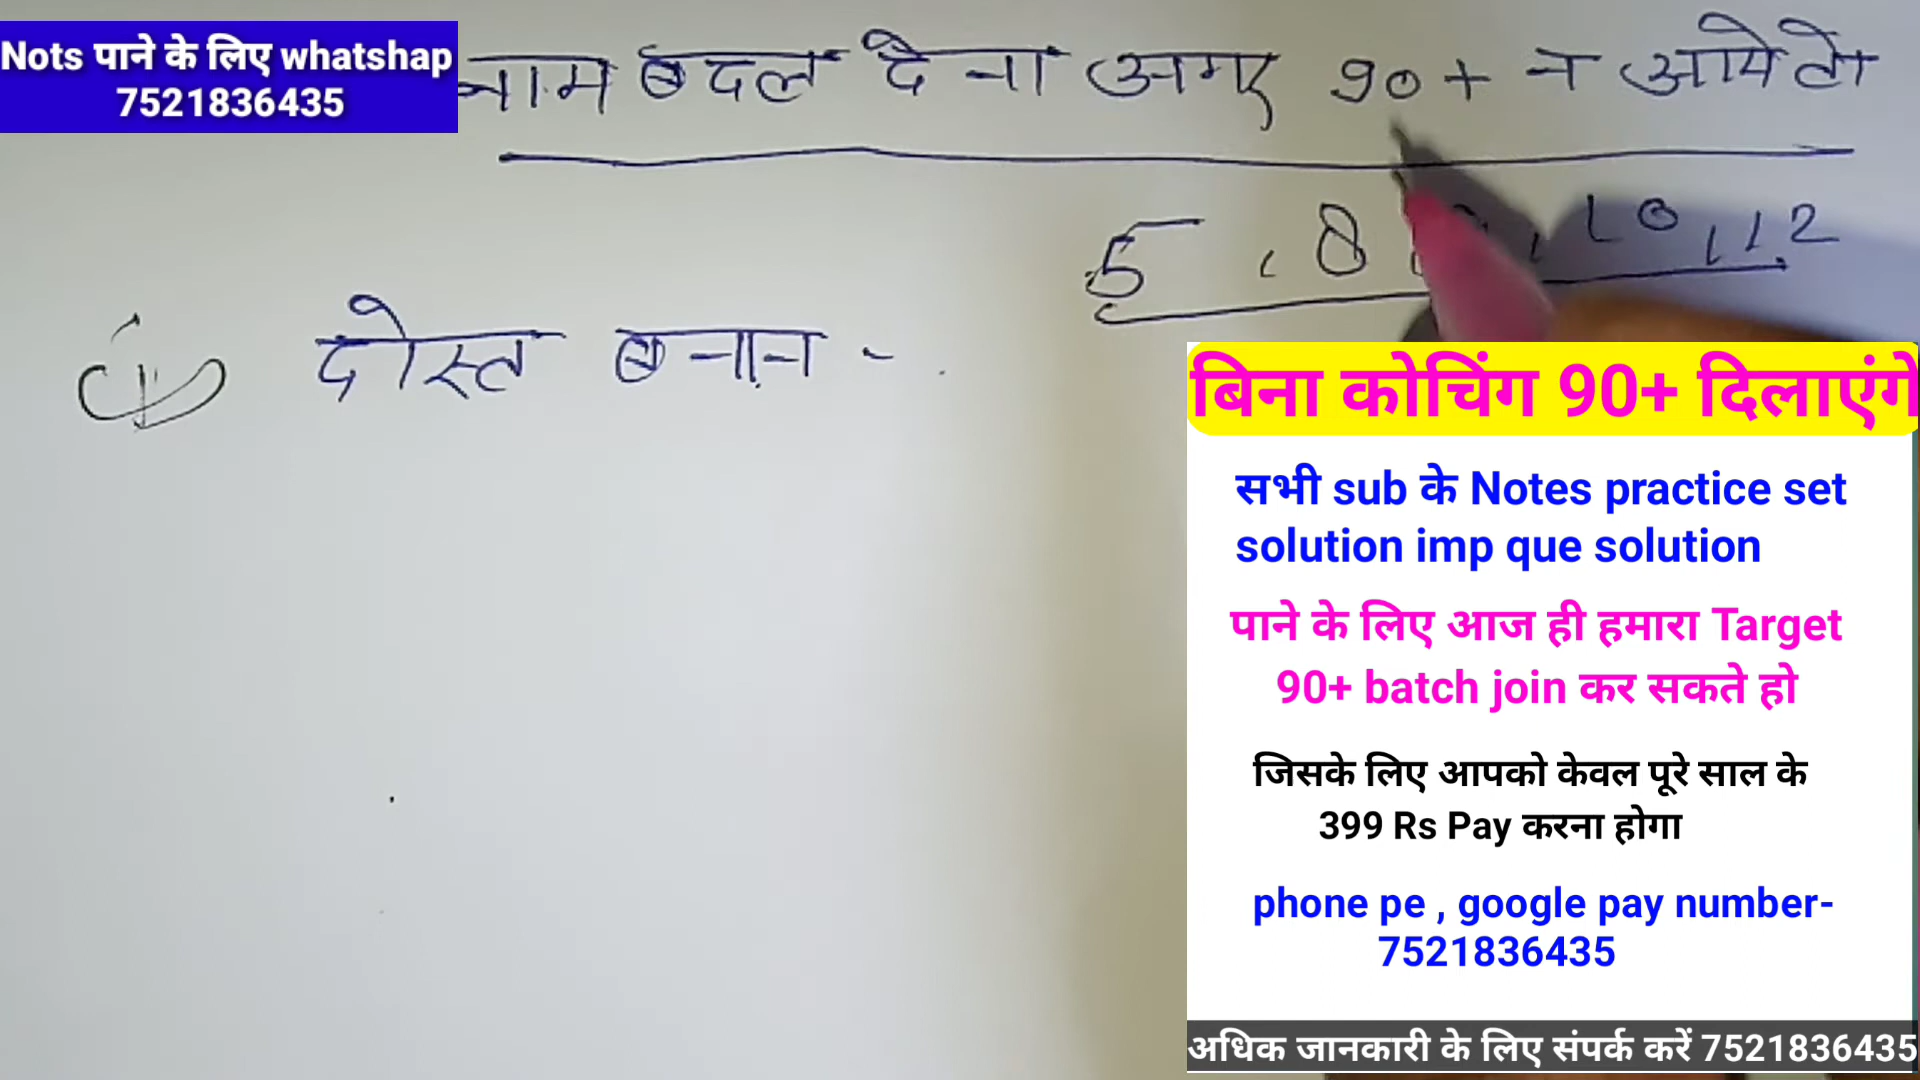 Nots पाने के लिए whatshap
7521836435
नाम बदल देना अगर 90+ न आये तो
5, 8, 10, 12
दोस्त बनान -
बिना कोचिंग 90+ दिलाएंगे
सभी sub के Notes practice set
solution imp que solution
पाने के लिए आज ही हमारा Target
90+ batch join कर सकते हो
जिसके लिए आपको केवल पूरे साल के
399 Rs Pay करना होगा
phone pe , google pay number-
7521836435
अधिक जानकारी के लिए संपर्क करें 7521836435